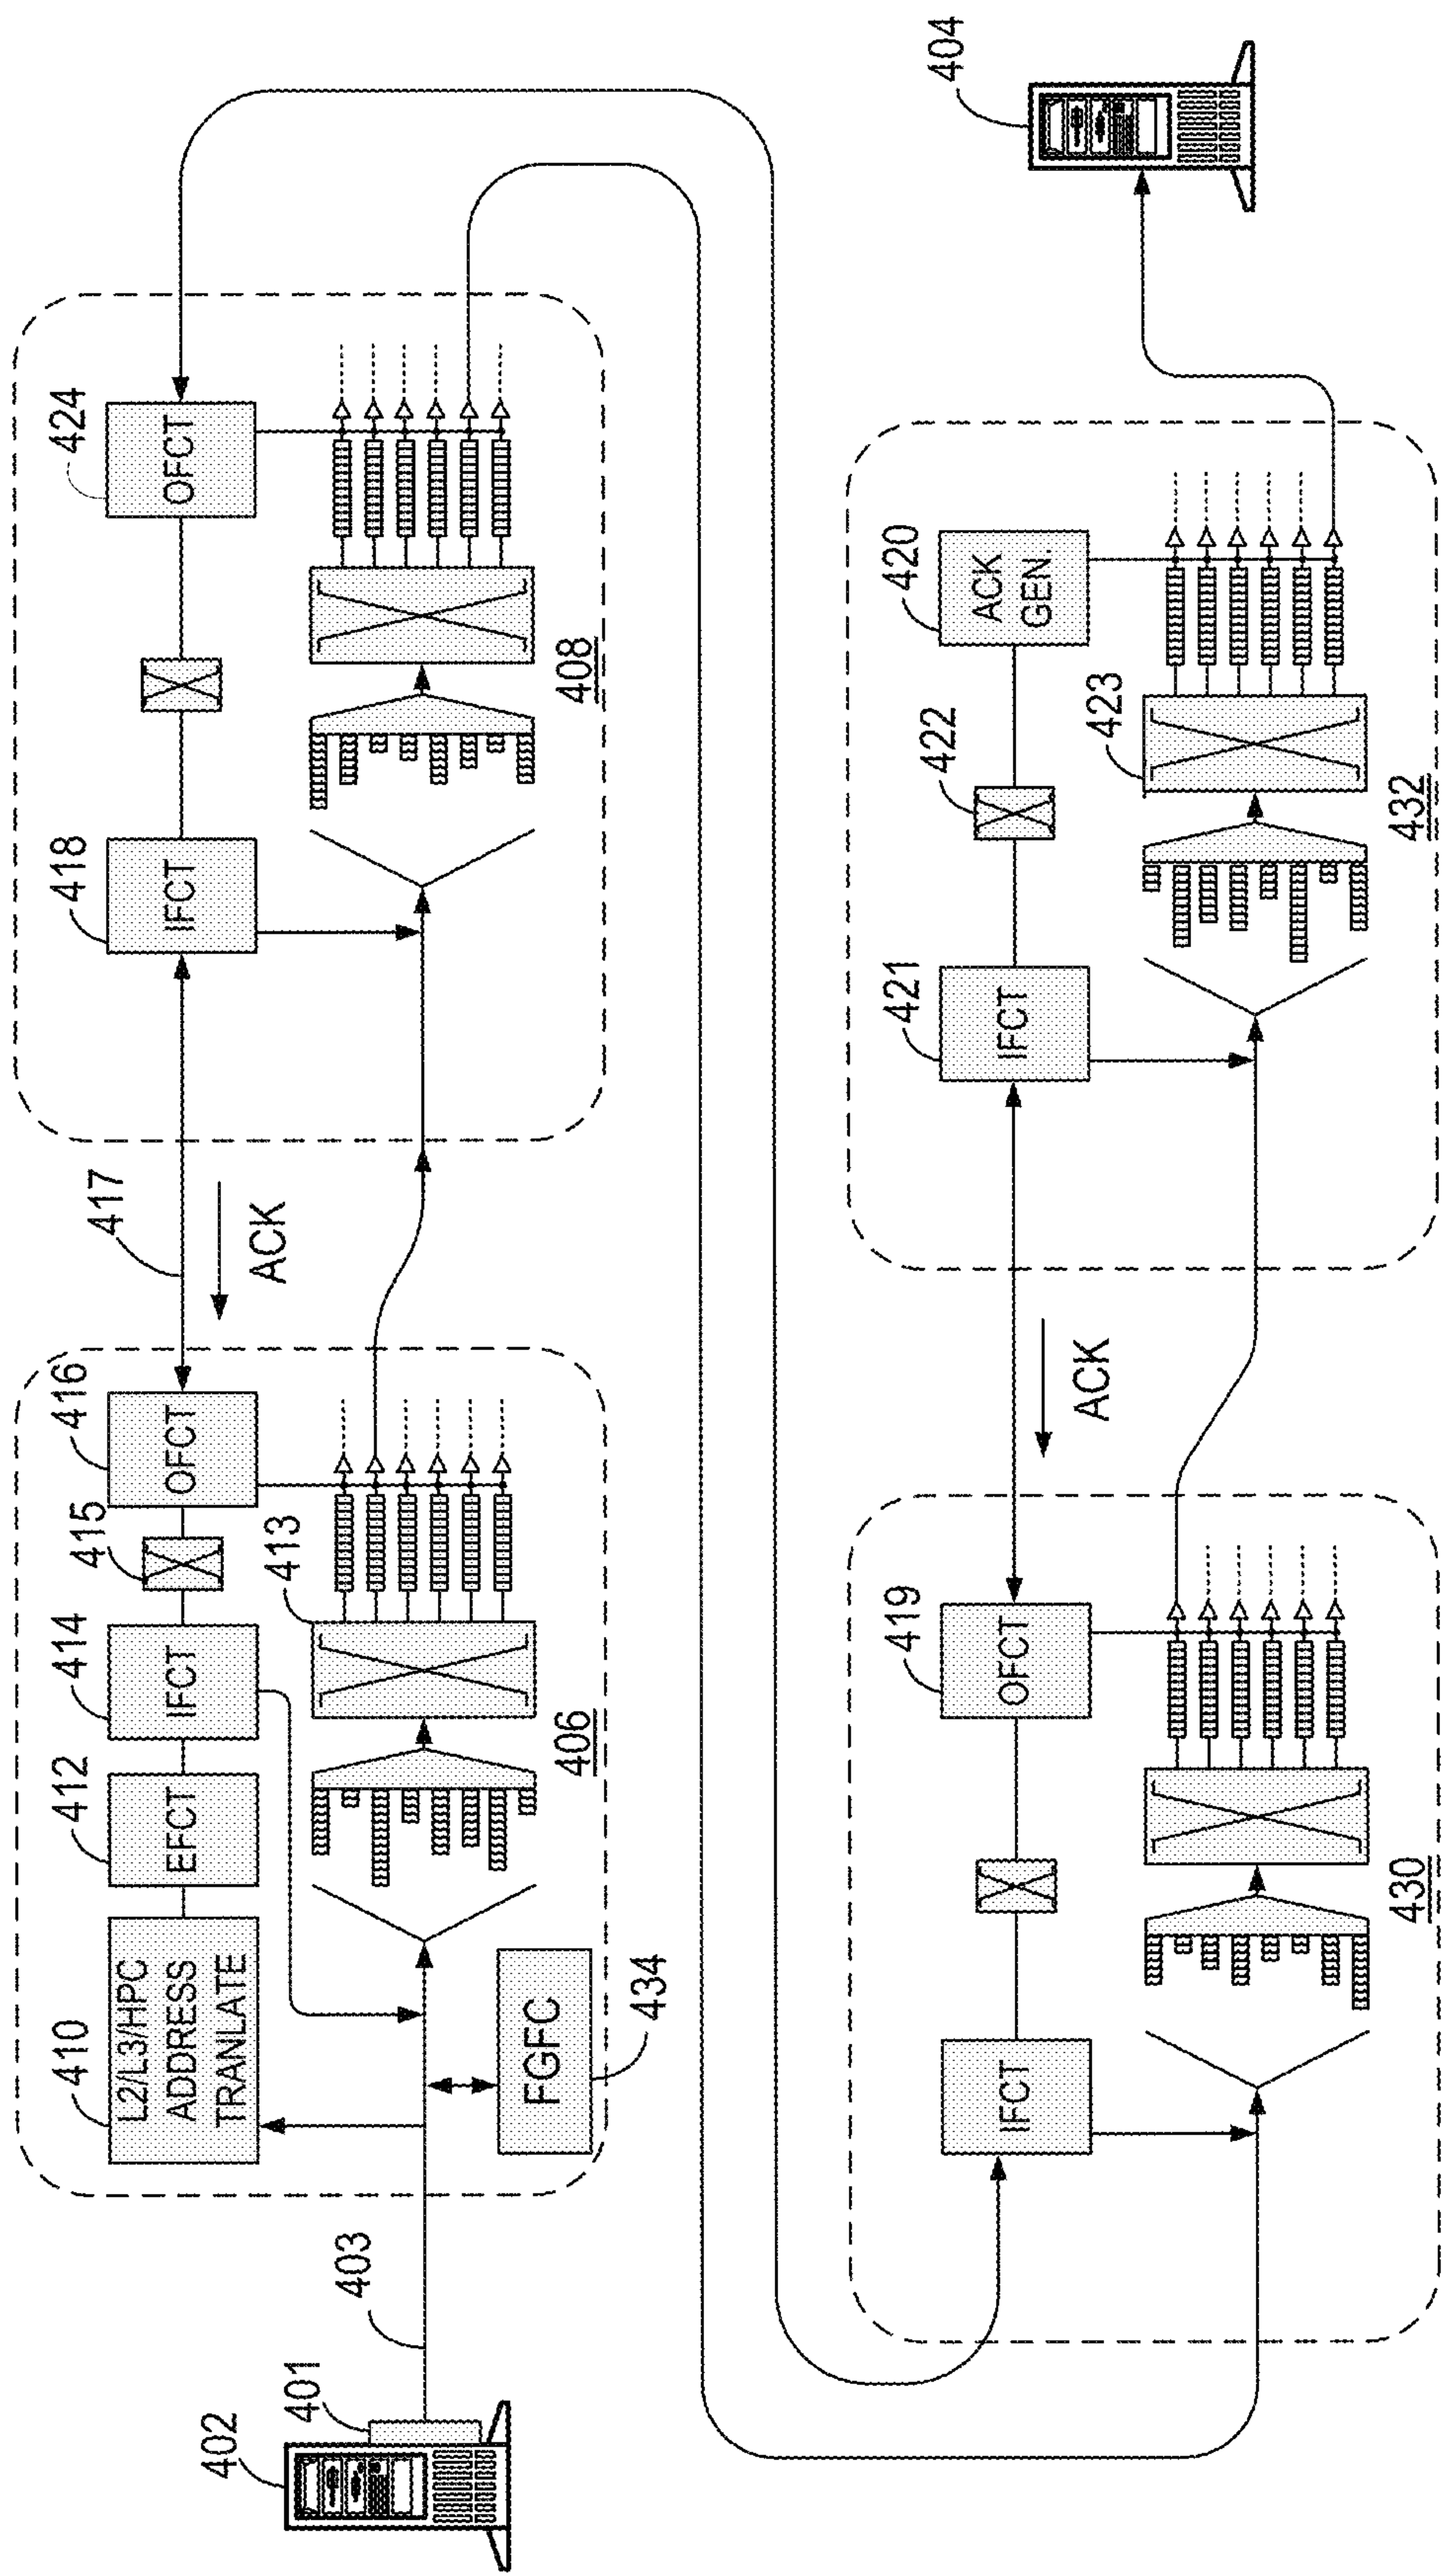 402
401
403
410
L2/L3/HPC
ADDRESS
TRANLATE
412
EFCT
414
IFCT
415
416
OFCT
413
406
FGFC
434
417
ACK
418
IFCT
424
OFCT
408
IFCT
419
OFCT
430
ACK
421
IFCT
422
420
ACK
GEN.
423
432
404